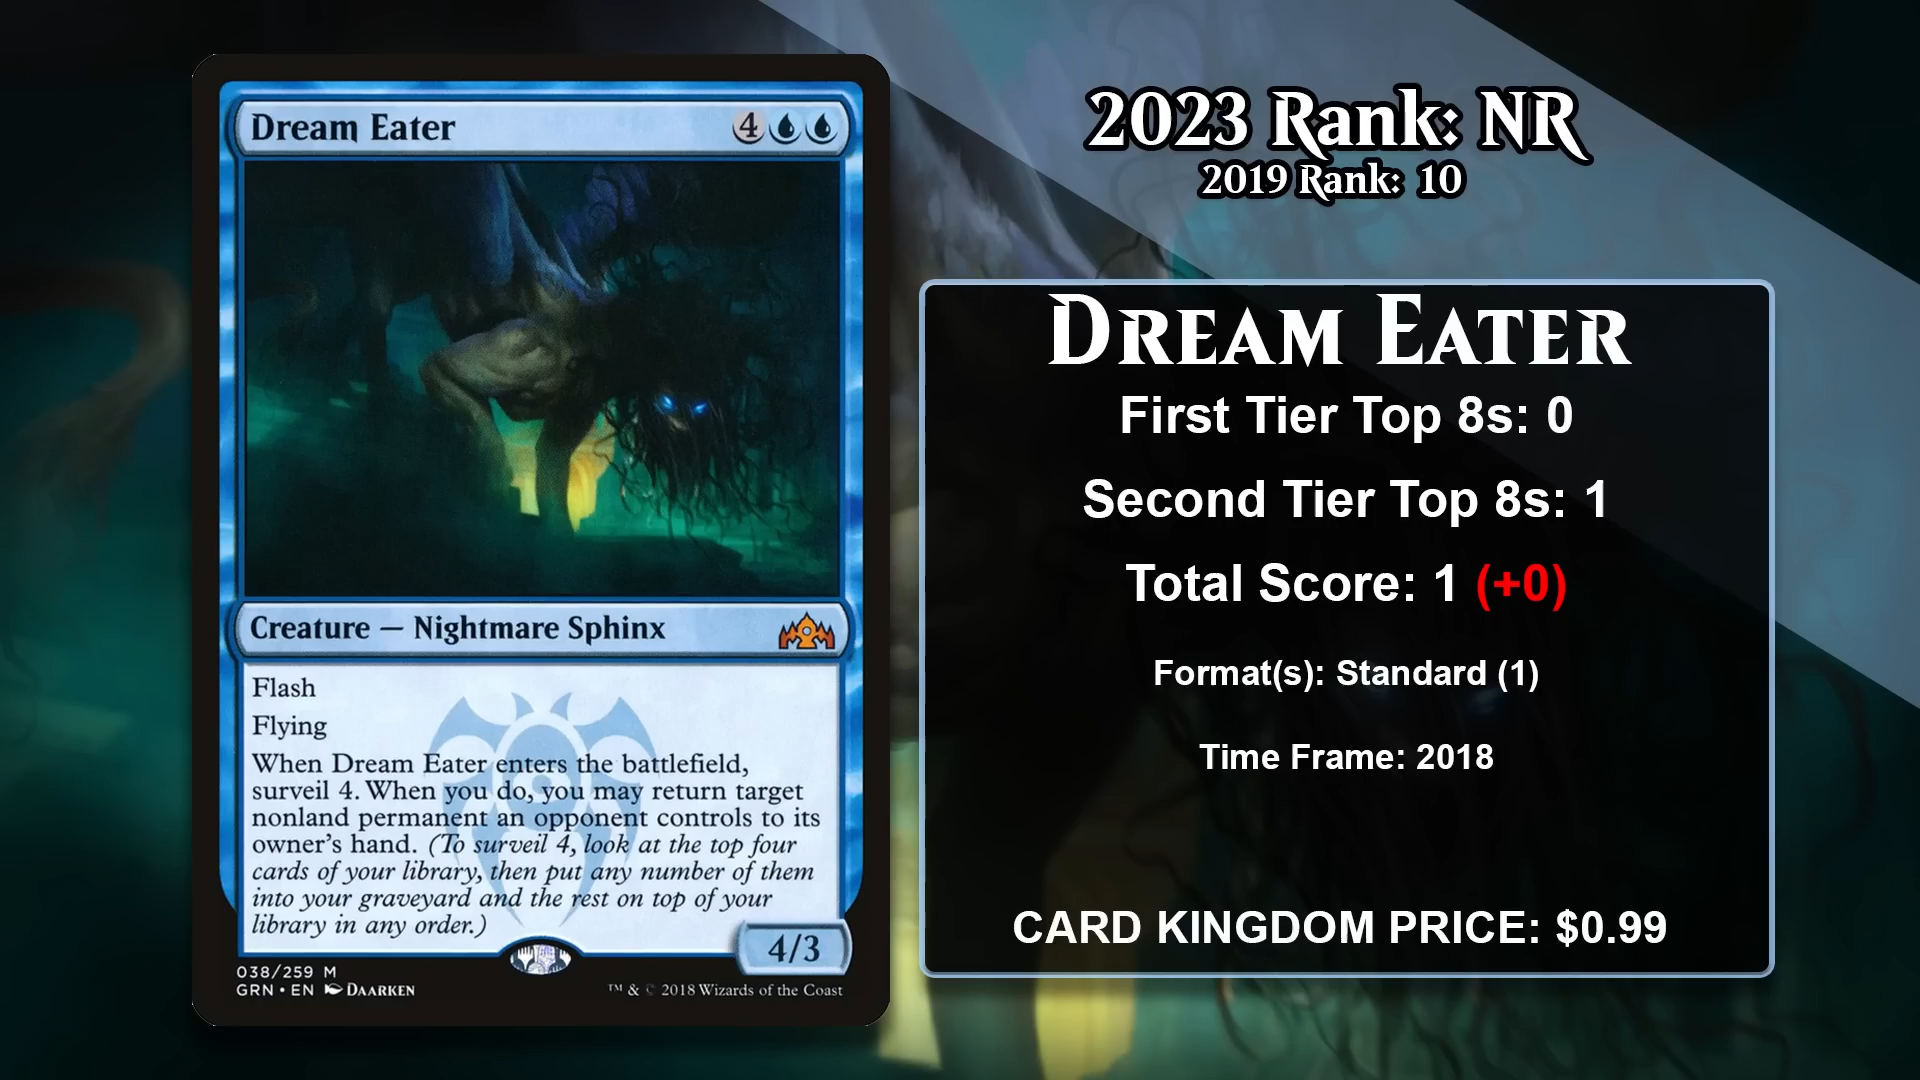 Dream Eater 4
Creature — Nightmare Sphinx
Flash
Flying
When Dream Eater enters the battlefield,
surveil 4. When you do, you may return target
nonland permanent an opponent controls to its
owner's hand. (To surveil 4, look at the top four
cards of your library, then put any number of them
into your graveyard and the rest on top of your
library in any order.)
4/3
038/259 M
GRN • EN DAARKEN
™ & © 2018 Wizards of the Coast
2023 Rank: NR
2019 Rank: 10
DREAM EATER
First Tier Top 8s: 0
Second Tier Top 8s: 1
Total Score: 1 (+0)
Format(s): Standard (1)
Time Frame: 2018
CARD KINGDOM PRICE: $0.99